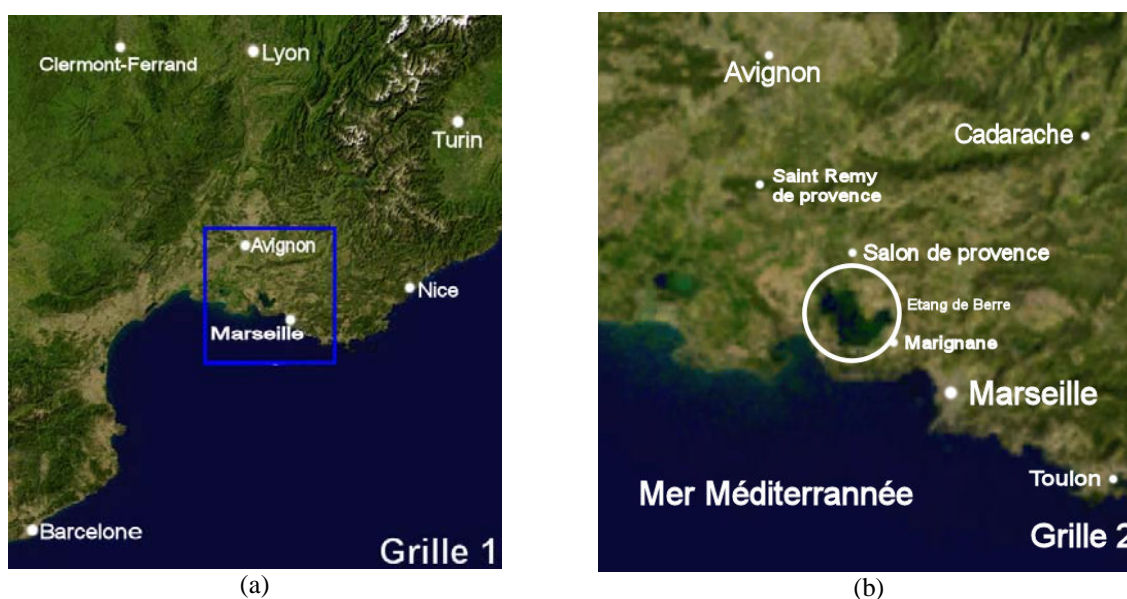 Lyon
Clermont-Ferrand
Turin
Avignon
Nice
Marseille
Barcelone
Grille 1
(a)
Avignon
Cadarache
Saint Remy
de provence
Salon de provence
Etang de Berre
Marignane
Marseille
Toulon
Mer Méditerrannée
Grille 2
(b)